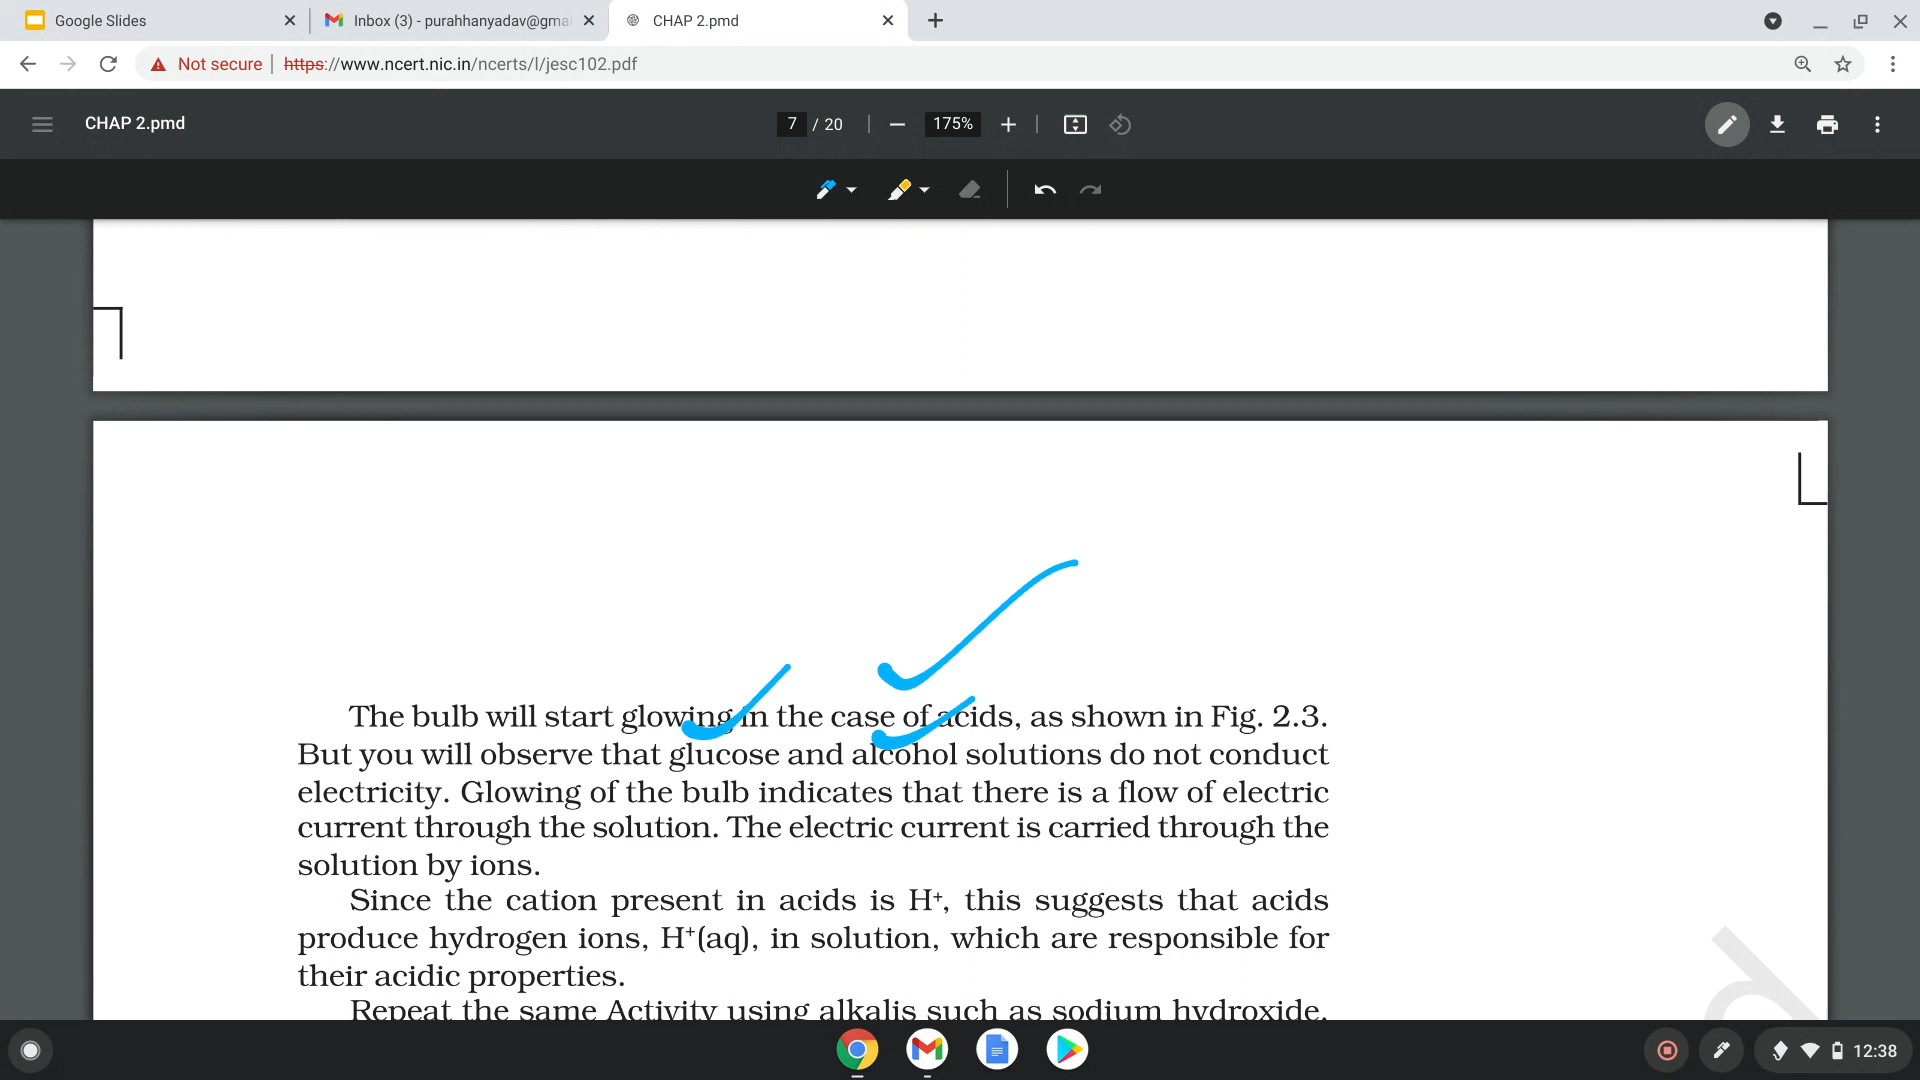 Google Slides
Inbox (3) - purahhanyadav@gma
CHAP 2.pmd
Not secure
https://www.ncert.nic.in/ncerts/l/jesc102.pdf
CHAP 2.pmd
7 / 20
175%
The bulb will start glowing in the case of acids, as shown in Fig. 2.3.
But you will observe that glucose and alcohol solutions do not conduct
electricity. Glowing of the bulb indicates that there is a flow of electric
current through the solution. The electric current is carried through the
solution by ions.
Since the cation present in acids is H⁺, this suggests that acids
produce hydrogen ions, H⁺(aq), in solution, which are responsible for
their acidic properties.
Repeat the same Activity using alkalis such as sodium hydroxide,
d
12:38